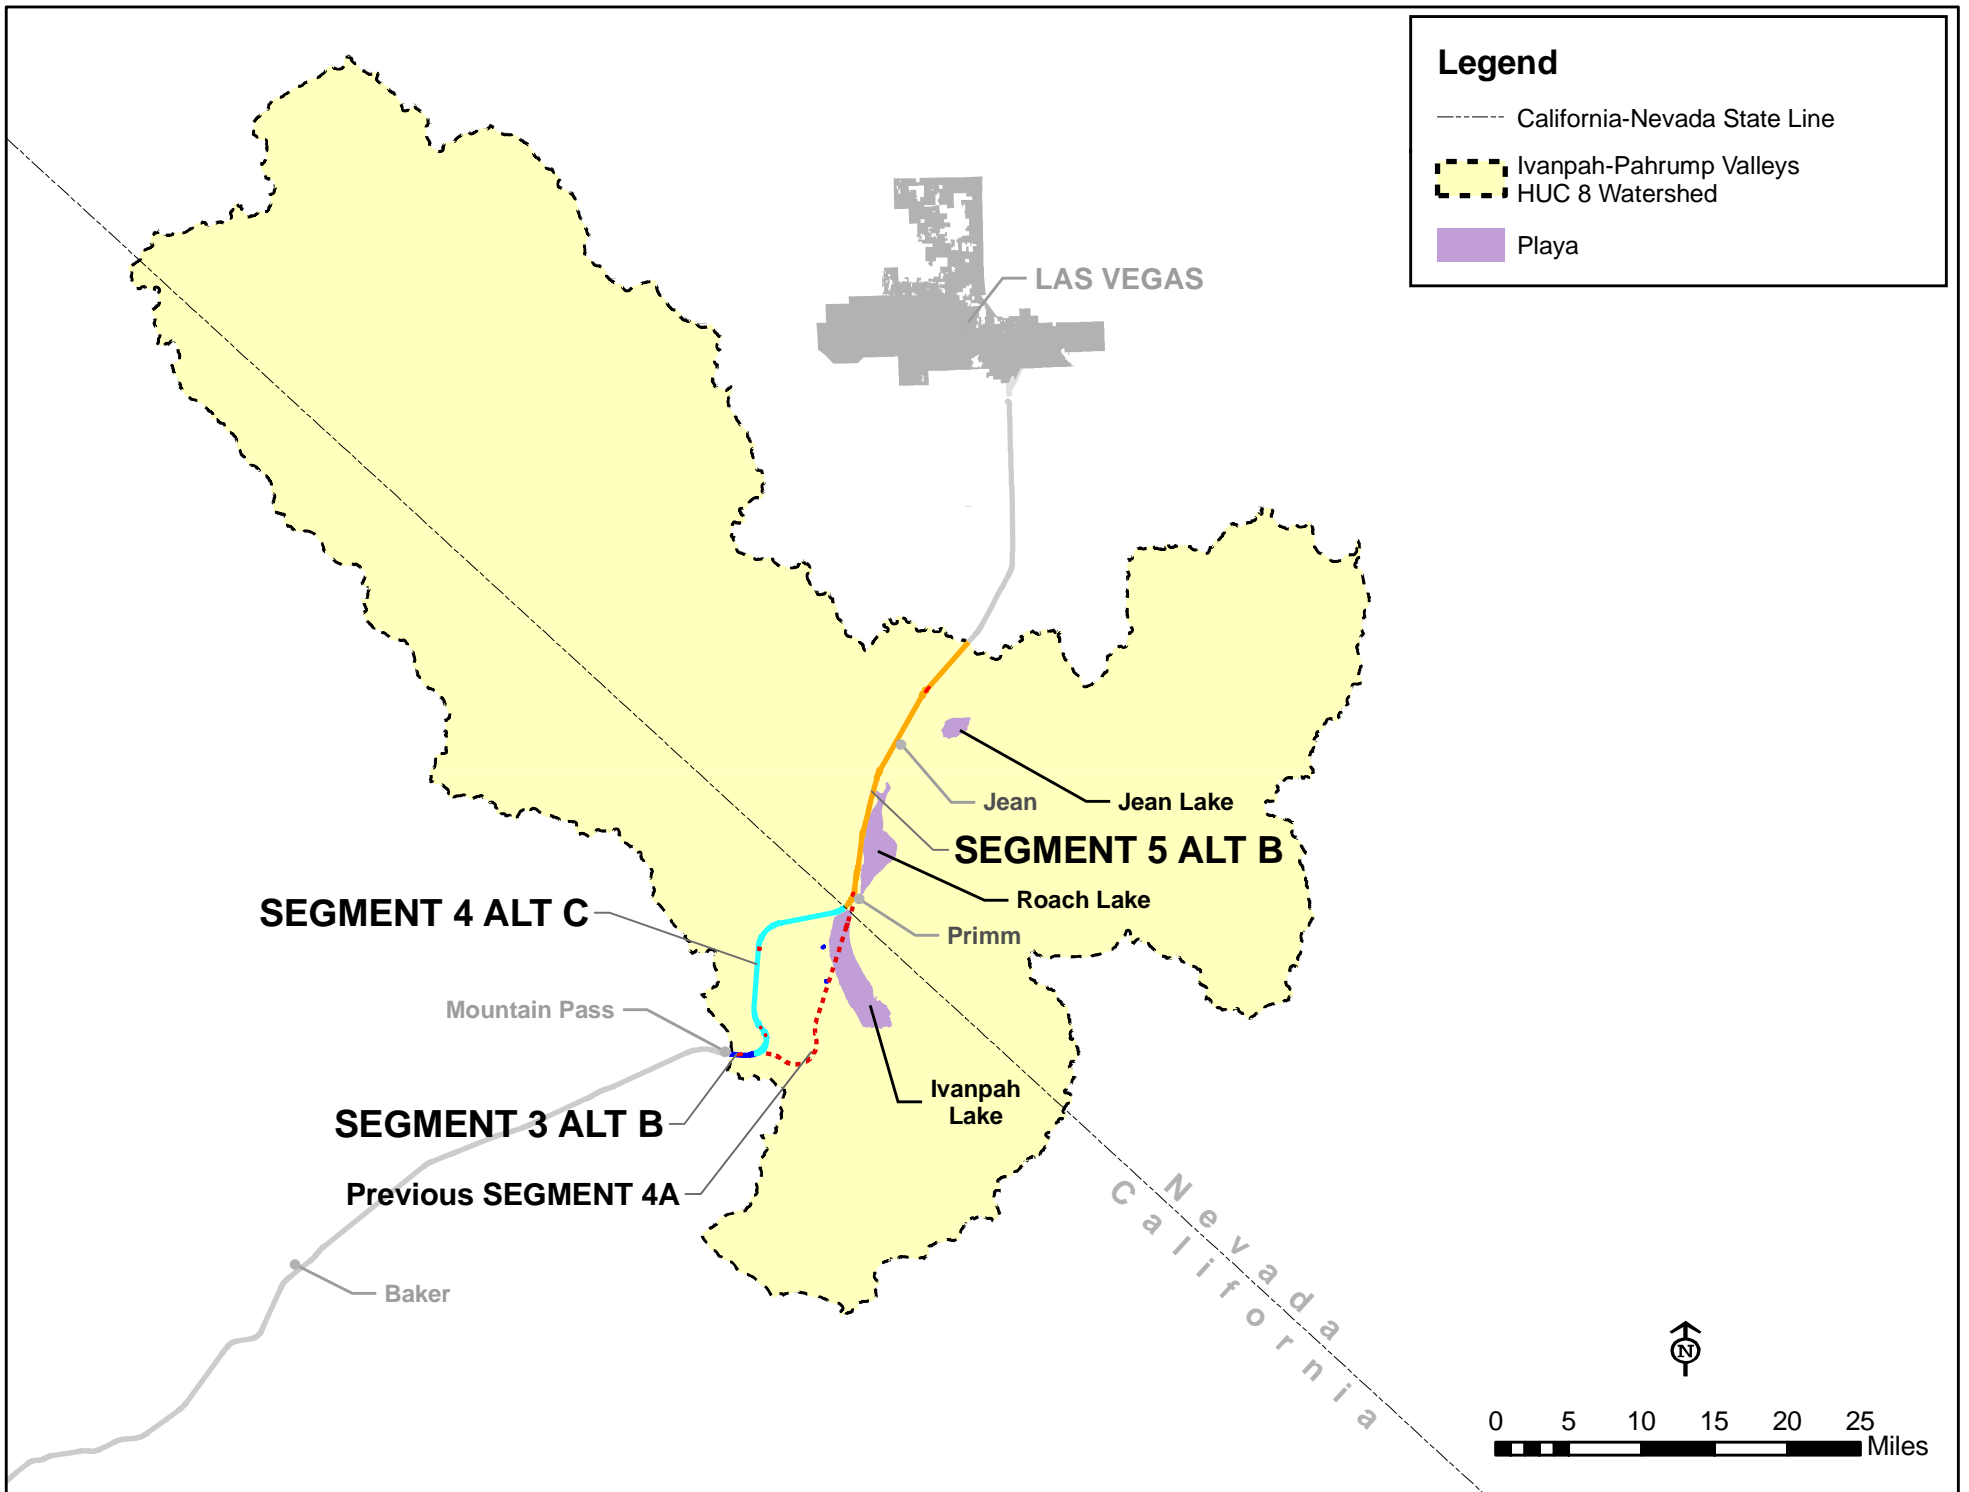 Legend
California-Nevada State Line
Ivanpah-Pahrump Valleys
HUC 8 Watershed
Playa
LAS VEGAS
Jean
Jean Lake
SEGMENT 5 ALT B
Roach Lake
SEGMENT 4 ALT C
Primm
Mountain Pass
Ivanpah
Lake
SEGMENT 3 ALT B
Previous SEGMENT 4A
Nevada
California
Baker
N
0 5 10 15 20 25
Miles